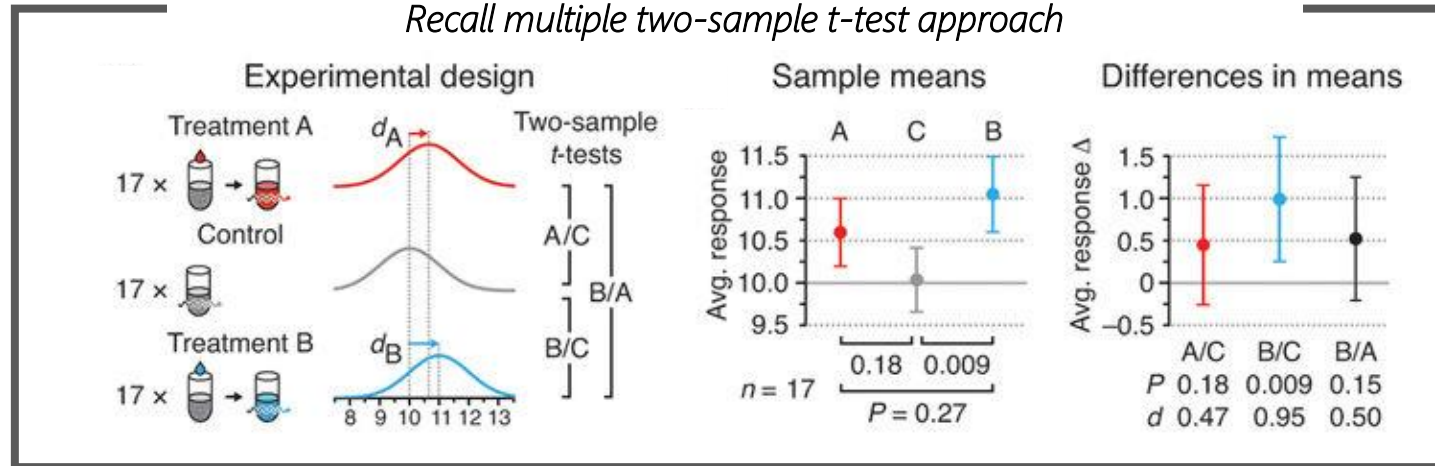 Recall multiple two-sample t-test approach
Experimental design
Treatment A
17 ×
Control
17 ×
Treatment B
17 ×
dA
dB
8 9 10 11 12 13
Two-sample
t-tests
A/C
B/A
B/C
Sample means
A C B
Avg. response
11.5
11.0
10.5
10.0
9.5
0.18 0.009
n = 17
P = 0.27
Differences in means
Avg. response Δ
1.5
1.0
0.5
0
–0.5
A/C B/C B/A
P 0.18 0.009 0.15
d 0.47 0.95 0.50